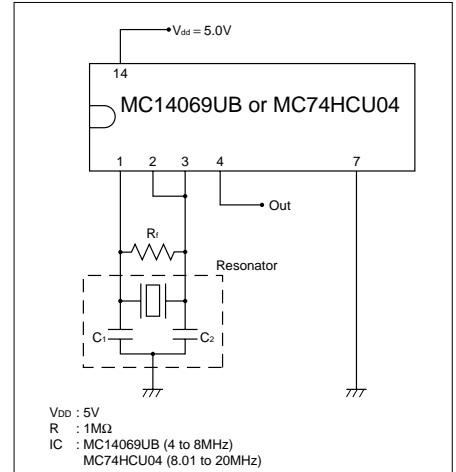 Vdd = 5.0V
14
MC14069UB or MC74HCU04
1 2 3 4 7
Out
Rf
Resonator
C1 C2
VDD : 5V
R : 1MΩ
IC : MC14069UB (4 to 8MHz)
MC74HCU04 (8.01 to 20MHz)